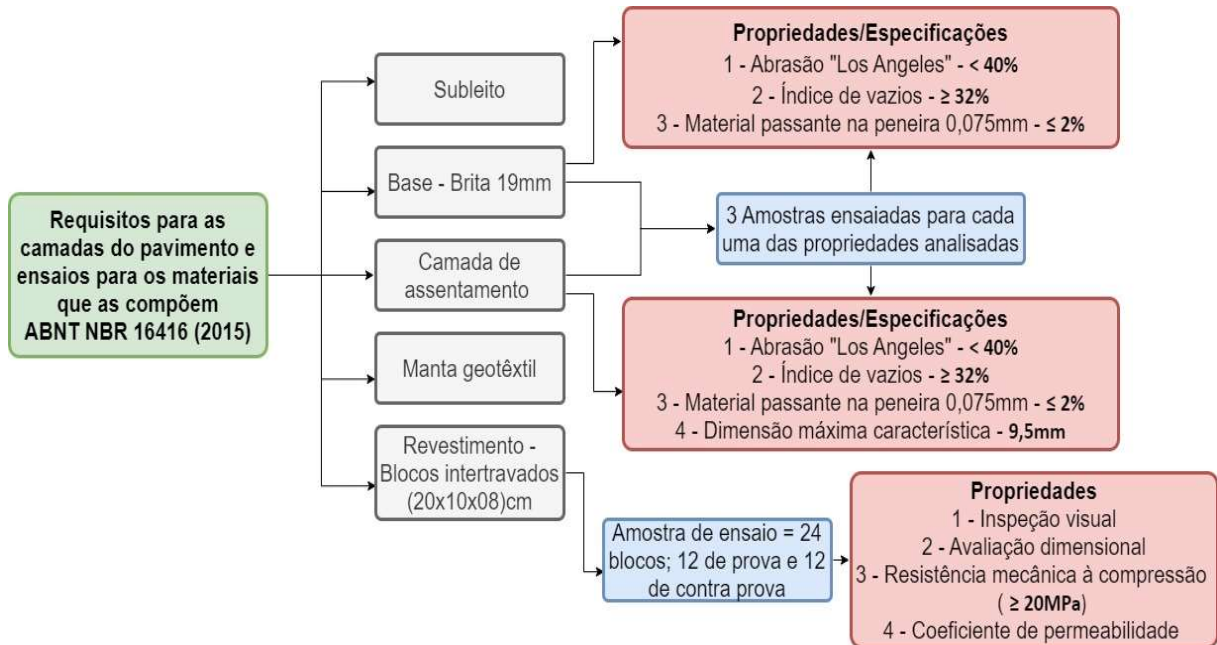 Requisitos para as
camadas do pavimento e
ensaios para os materiais
que as compõem
ABNT NBR 16416 (2015)
Subleito
Base - Brita 19mm
Camada de
assentamento
Manta geotêxtil
Revestimento -
Blocos intertravados
(20x10x08)cm
Propriedades/Especificações
1 - Abrasão "Los Angeles" - < 40%
2 - Índice de vazios - ≥ 32%
3 - Material passante na peneira 0,075mm - ≤ 2%
3 Amostras ensaiadas para cada
uma das propriedades analisadas
Propriedades/Especificações
1 - Abrasão "Los Angeles" - < 40%
2 - Índice de vazios - ≥ 32%
3 - Material passante na peneira 0,075mm - ≤ 2%
4 - Dimensão máxima característica - 9,5mm
Amostra de ensaio = 24
blocos; 12 de prova e 12
de contra prova
Propriedades
1 - Inspeção visual
2 - Avaliação dimensional
3 - Resistência mecânica à compressão
( ≥ 20MPa)
4 - Coeficiente de permeabilidade